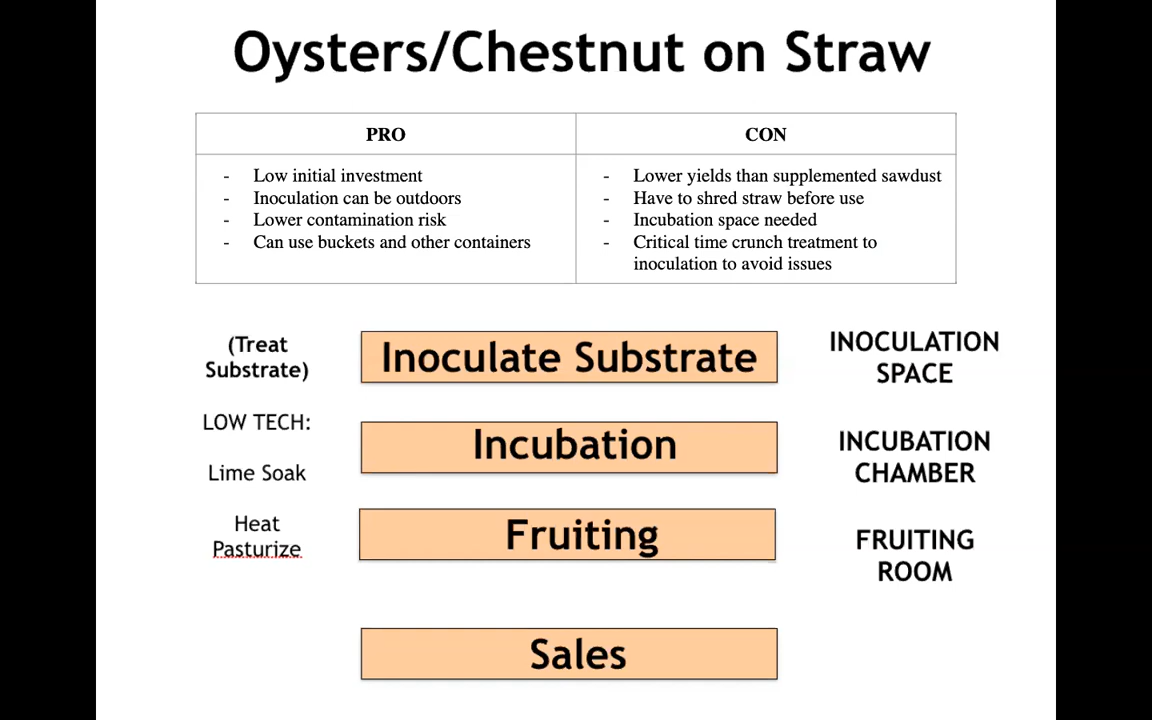 Oysters/Chestnut on Straw
PRO
- Low initial investment
- Inoculation can be outdoors
- Lower contamination risk
- Can use buckets and other containers
CON
- Lower yields than supplemented sawdust
- Have to shred straw before use
- Incubation space needed
- Critical time crunch treatment to
inoculation to avoid issues
(Treat
Substrate)
LOW TECH:
Lime Soak
Heat
Pasturize
Inoculate Substrate
Incubation
Fruiting
Sales
INOCULATION
SPACE
INCUBATION
CHAMBER
FRUITING
ROOM